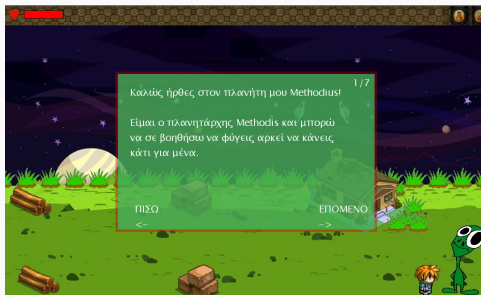 1/7
Καλώς ήρθες στον πλανήτη μου Methodius!
Είμαι ο πλανητάρχης Methodis και μπορώ
να σε βοηθήσω να φύγεις αρκεί να κάνεις
κάτι για μένα.
ΠΙΣΩ
ΕΠΟΜΕΝΟ
<-
->